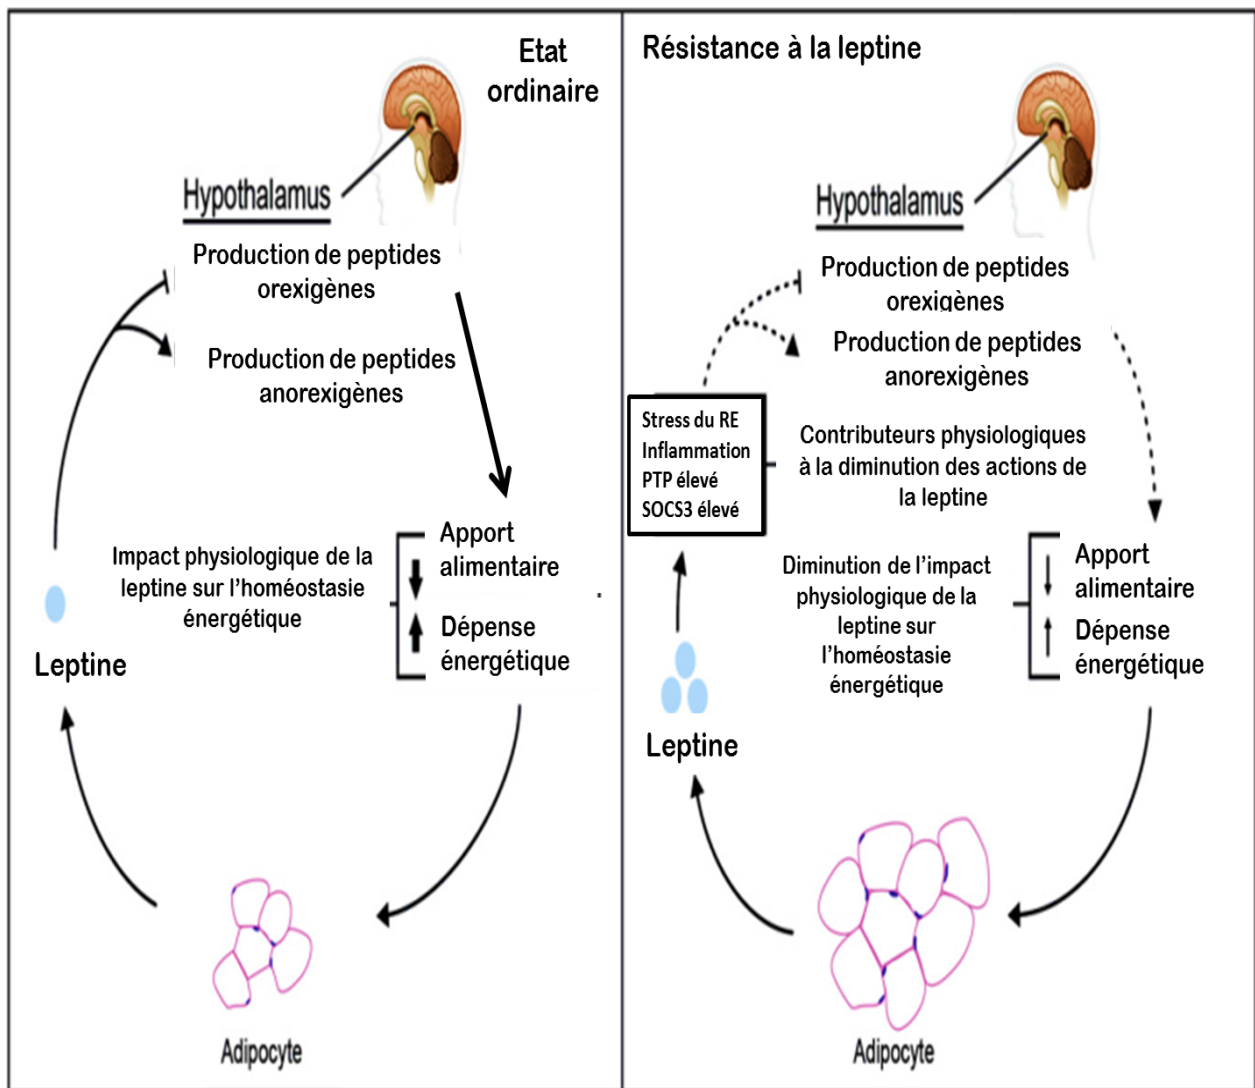 Etat
ordinaire
Hypothalamus
Production de peptides
orexigènes
Production de peptides
anorexigènes
Impact physiologique de la
leptine sur l'homéostasie
énergétique
Apport
alimentaire
Dépense
énergétique
Leptine
Adipocyte
Résistance à la leptine
Hypothalamus
Production de peptides
orexigènes
Production de peptides
anorexigènes
Stress du RE
Inflammation
PTP élevé
SOCS3 élevé
Contributeurs physiologiques
à la diminution des actions de
la leptine
Diminution de l'impact
physiologique de la
leptine sur
l'homéostasie
énergétique
Apport
alimentaire
Dépense
énergétique
Leptine
Adipocyte